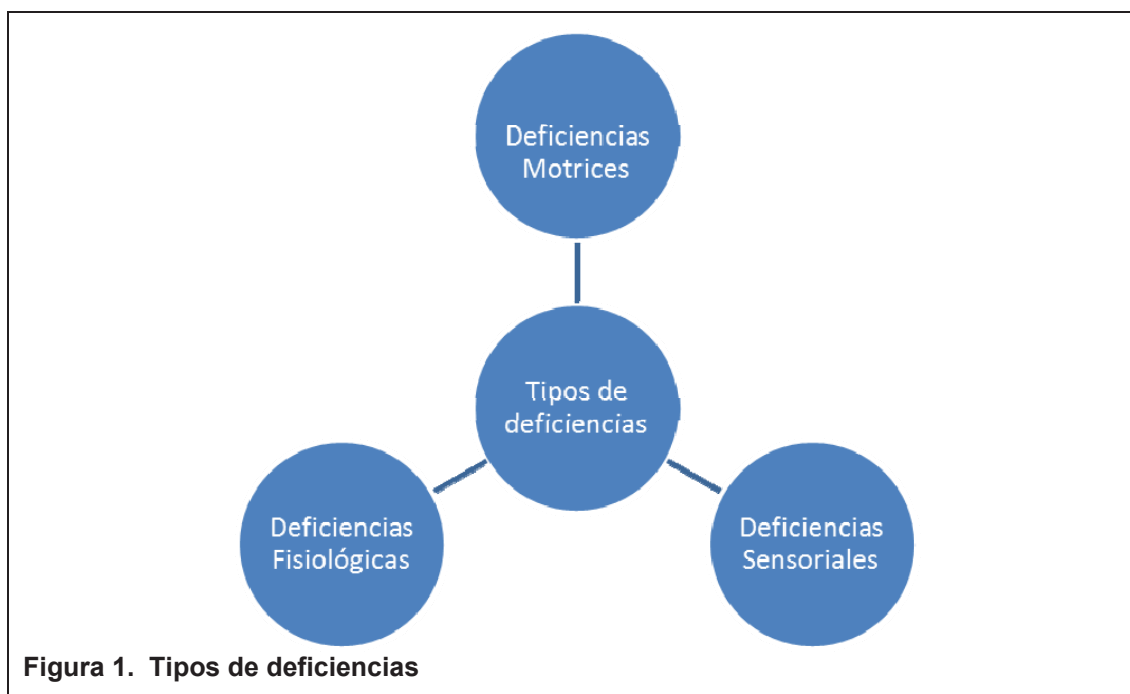 Deficiencias
Motrices
Tipos de
deficiencias
Deficiencias
Fisiológicas
Deficiencias
Sensoriales
Figura 1. Tipos de deficiencias